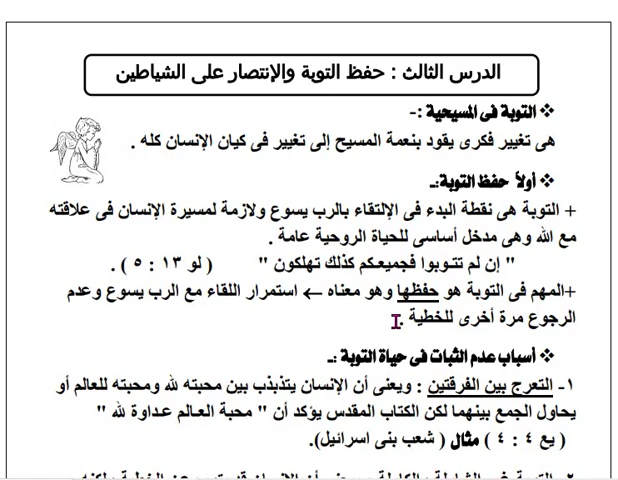 الدرس الثالث : حفظ التوبة والإنتصار على الشياطين
❖ التوبة فى المسيحية :-
هى تغيير فكرى يقود بنعمة المسيح إلى تغيير فى كيان الإنسان كله .
❖ أولاً حفظ التوبة:ـ
+ التوبة هى نقطة البدء فى الإلتقاء بالرب يسوع ولازمة لمسيرة الإنسان فى علاقته
مع الله وهى مدخل أساسى للحياة الروحية عامة .
" إن لم تتوبوا فجميعكم كذلك تهلكون " ( لو ١٣ : ٥ ) .
+المهم فى التوبة هو حفظها وهو معناه ← استمرار اللقاء مع الرب يسوع وعدم
الرجوع مرة أخرى للخطية .
❖ أسباب عدم الثبات فى حياة التوبة :ـ
١- التعرج بين الفرقتين : ويعنى أن الإنسان يتذبذب بين محبته لله ومحبته للعالم أو
يحاول الجمع بينهما لكن الكتاب المقدس يؤكد أن " محبة العالم عداوة لله "
( يع ٤ : ٤ ) مثال ( شعب بنى اسرائيل).